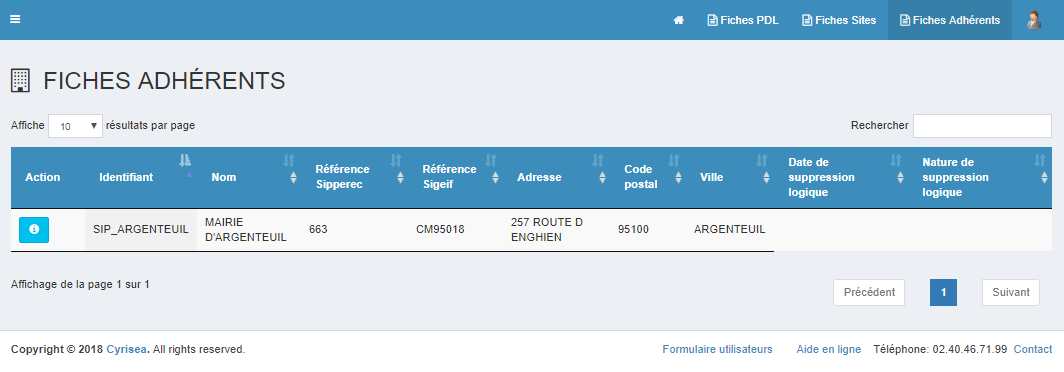 Fiches PDL Fiches Sites Fiches Adhérents
FICHES ADHÉRENTS
Affiche 10 résultats par page Rechercher
Action Identifiant Nom Référence Sipperec Référence Sigeif Adresse Code postal Ville Date de suppression logique Nature de suppression logique
SIP_ARGENTEUIL MAIRIE D'ARGENTEUIL 663 CM95018 257 ROUTE D ENGHIEN 95100 ARGENTEUIL
Affichage de la page 1 sur 1
Précédent 1 Suivant
Copyright © 2018 Cyrisea. All rights reserved. Formulaire utilisateurs Aide en ligne Téléphone: 02.40.46.71.99 Contact